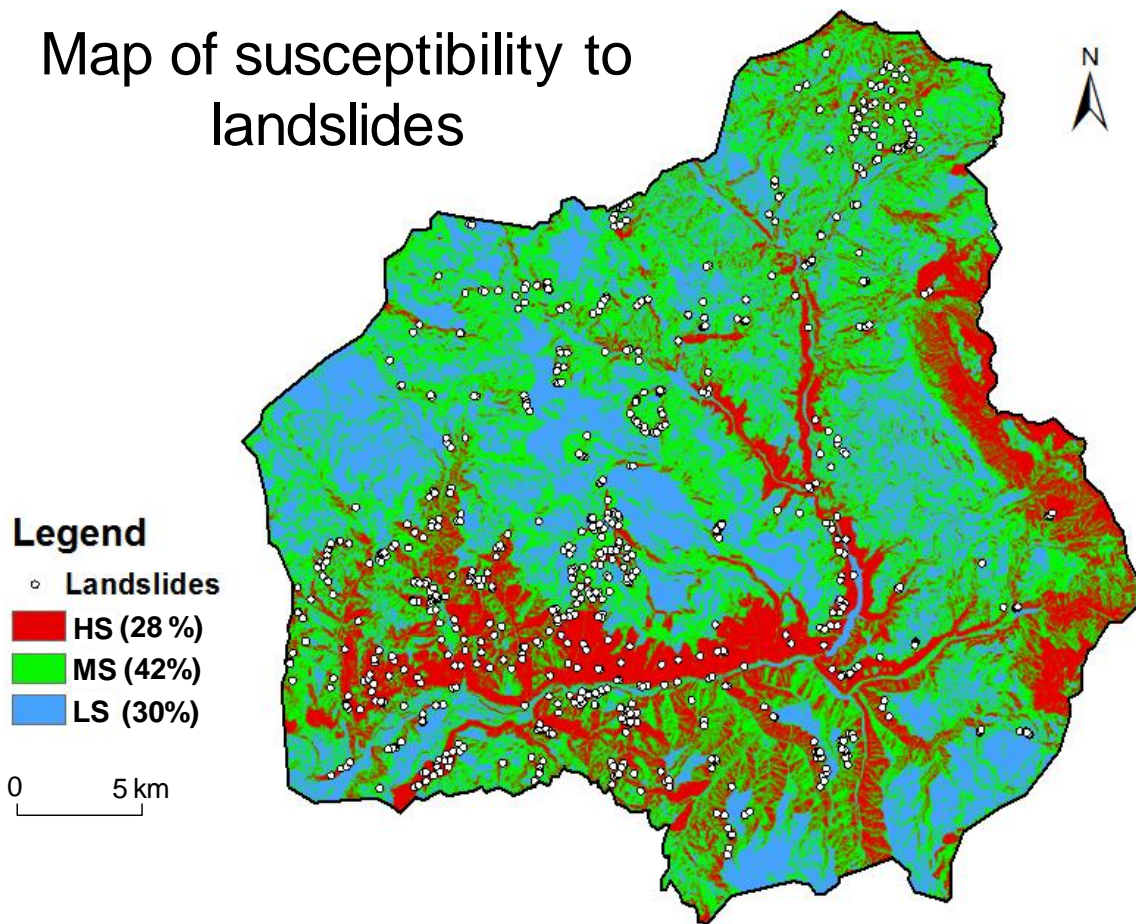 Map of susceptibility to
landslides
N
Legend
Landslides
HS (28 %)
MS (42%)
LS (30%)
0 5 km